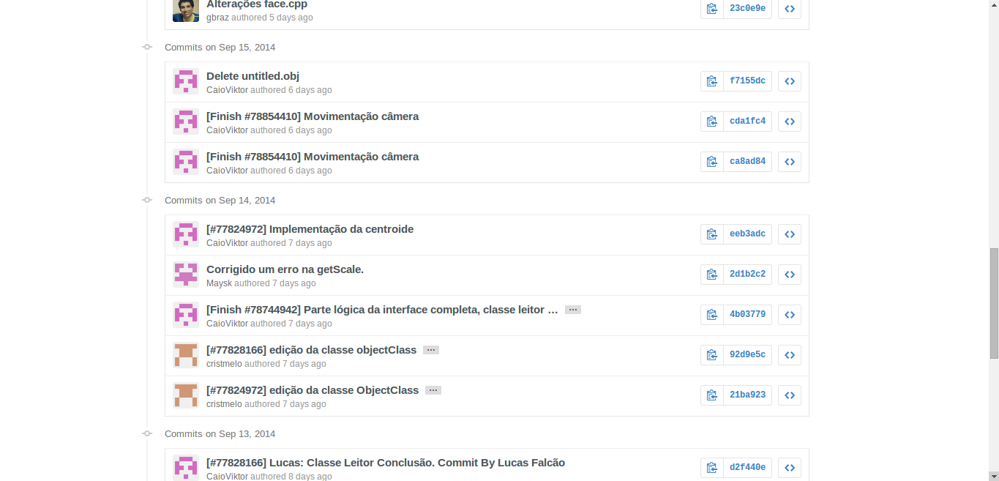 Alterações face.cpp
gbraz authored 5 days ago
23c0e9e
Commits on Sep 15, 2014
Delete untitled.obj
CaioViktor authored 6 days ago
f7155dc
[Finish #78854410] Movimentação câmera
CaioViktor authored 6 days ago
cda1fc4
[Finish #78854410] Movimentação câmera
CaioViktor authored 6 days ago
ca8ad84
Commits on Sep 14, 2014
[#77824972] Implementação da centroide
CaioViktor authored 7 days ago
eeb3adc
Corrigido um erro na getScale.
Maysk authored 7 days ago
2d1b2c2
[Finish #78744942] Parte lógica da interface completa, classe leitor … …
CaioViktor authored 7 days ago
4b03779
[#77828166] edição da classe objectClass …
cristmelo authored 7 days ago
92d9e5c
[#77824972] edição da classe ObjectClass …
cristmelo authored 7 days ago
21ba923
Commits on Sep 13, 2014
[#77828166] Lucas: Classe Leitor Conclusão. Commit By Lucas Falcão
CaioViktor authored 8 days ago
d2f440e